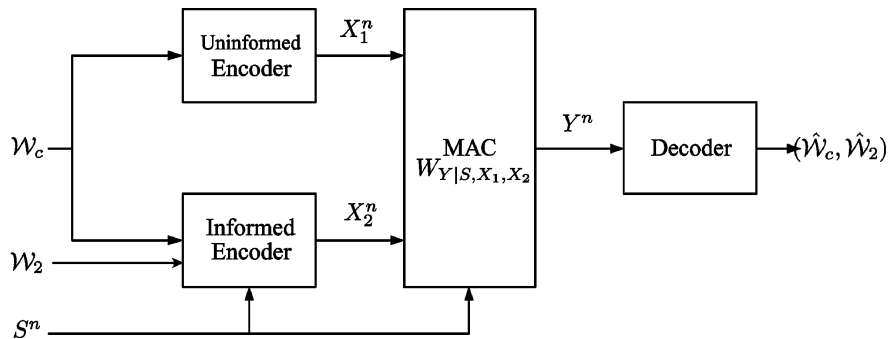 Uninformed
Encoder
X_1^n
𝒲_c
MAC
W_{Y|S,X_1,X_2}
Y^n
Decoder
(𝒲̂_c, 𝒲̂_2)
Informed
Encoder
X_2^n
𝒲_2
S^n